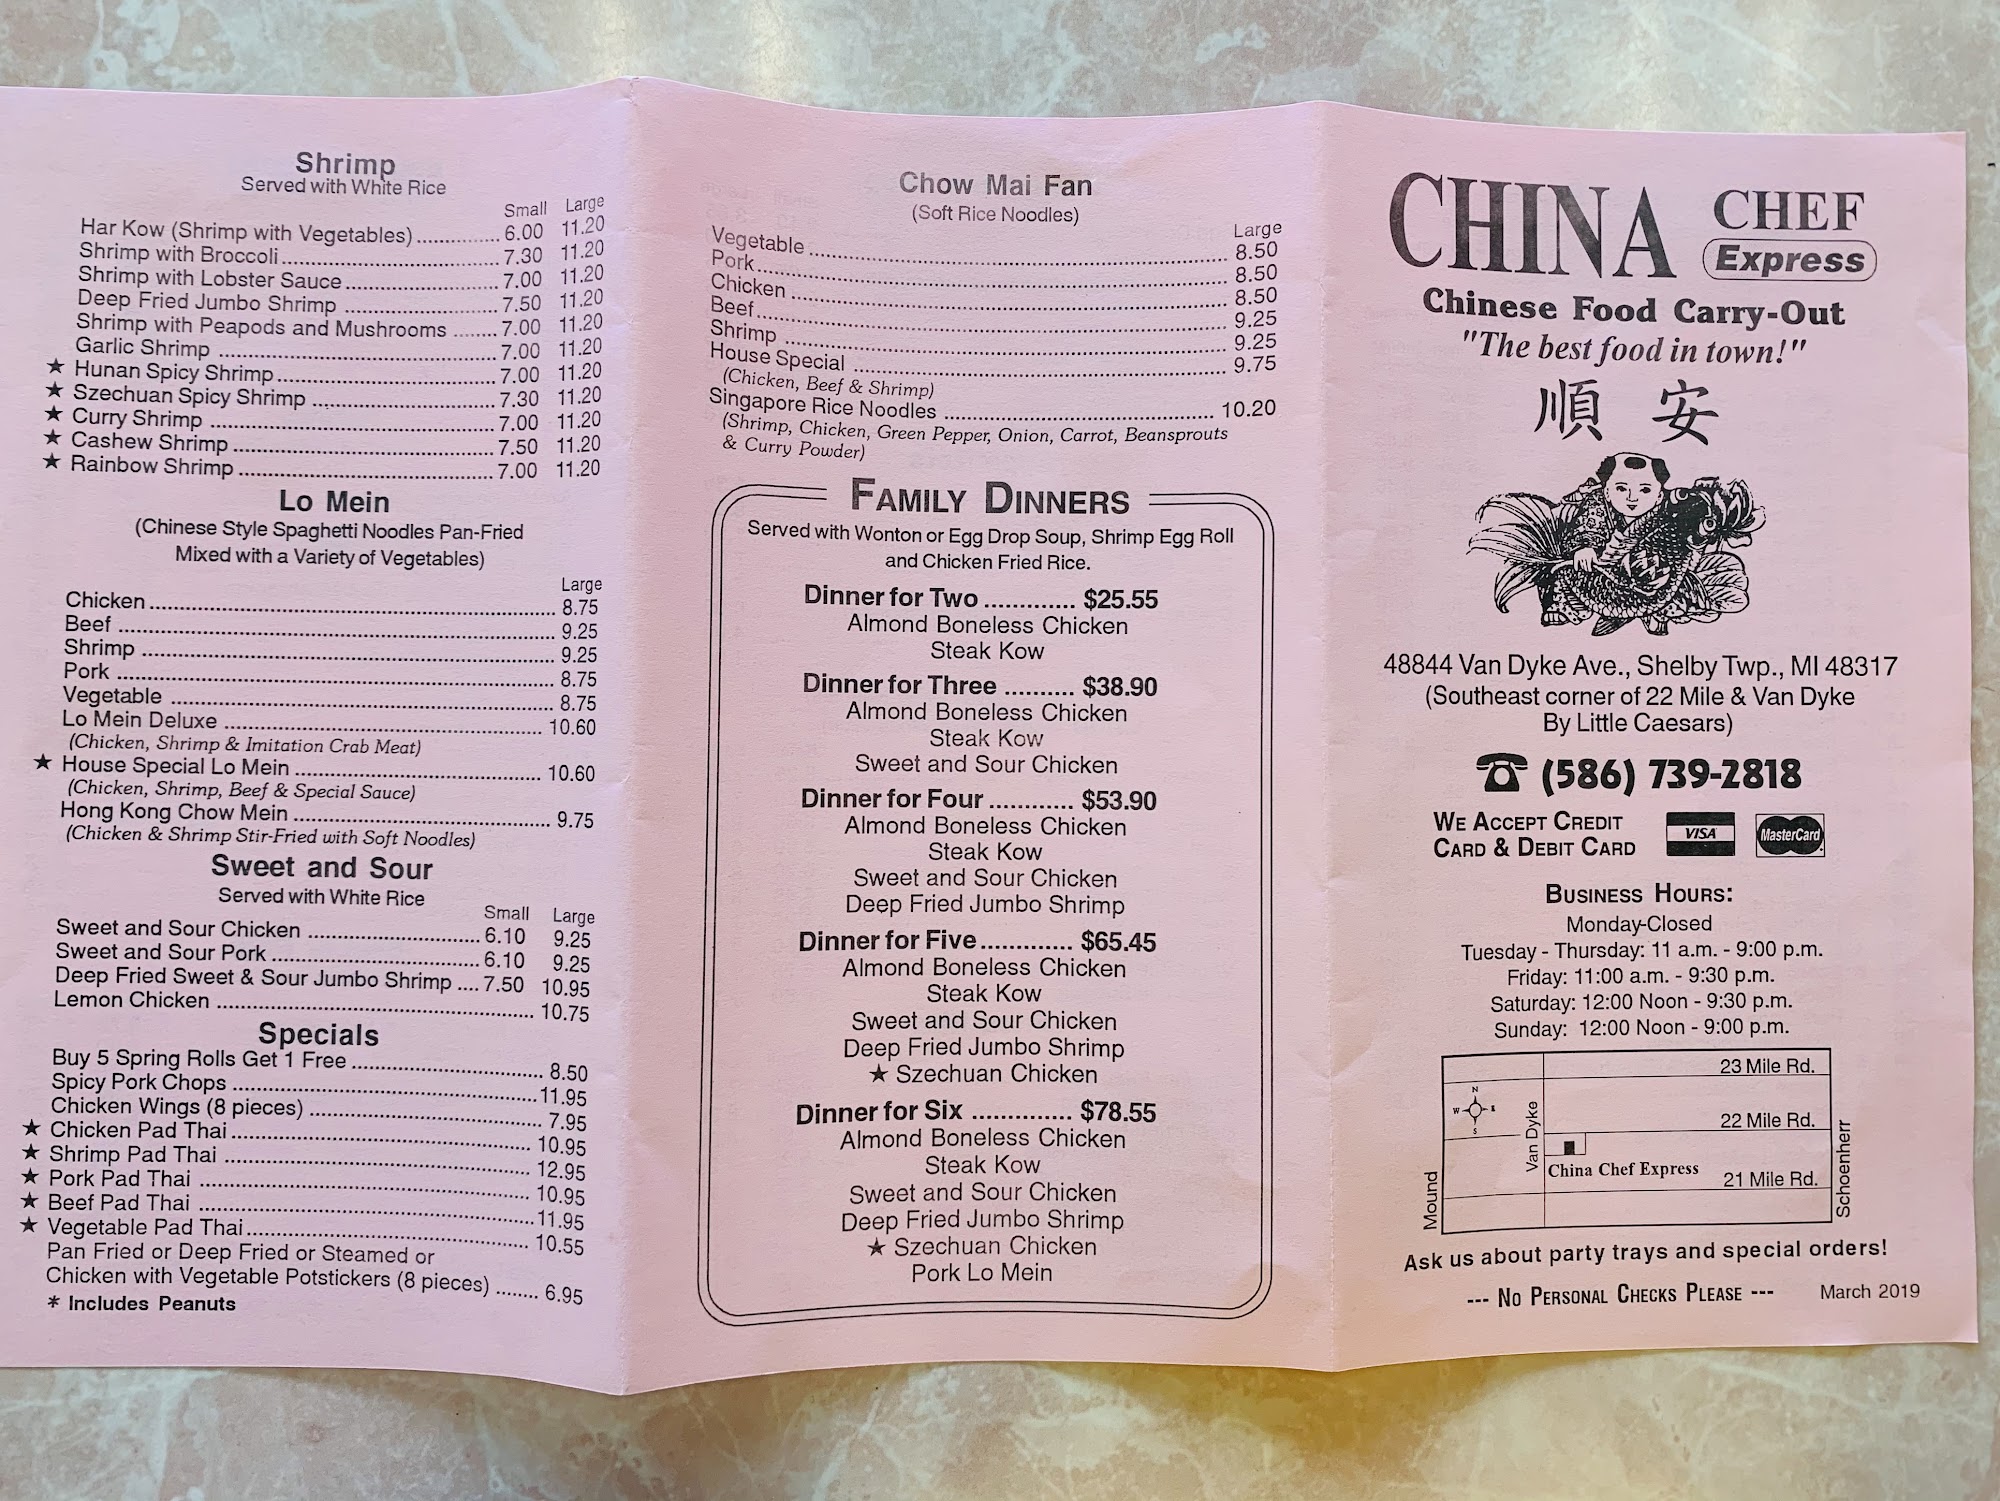 Shrimp
Served with White Rice
Small Large
Har Kow (Shrimp with Vegetables) 6.00 11.20
Shrimp with Broccoli 7.30 11.20
Shrimp with Lobster Sauce 7.00 11.20
Deep Fried Jumbo Shrimp 7.50 11.20
Shrimp with Peapods and Mushrooms 7.00 11.20
Garlic Shrimp 7.00 11.20
★ Hunan Spicy Shrimp 7.00 11.20
★ Szechuan Spicy Shrimp 7.30 11.20
★ Curry Shrimp 7.00 11.20
★ Cashew Shrimp 7.50 11.20
★ Rainbow Shrimp 7.00 11.20
Lo Mein
(Chinese Style Spaghetti Noodles Pan-Fried
Mixed with a Variety of Vegetables)
Large
Chicken 8.75
Beef 9.25
Shrimp 9.25
Pork 8.75
Vegetable 8.75
Lo Mein Deluxe 10.60
(Chicken, Shrimp & Imitation Crab Meat)
★ House Special Lo Mein 10.60
(Chicken, Shrimp, Beef & Special Sauce)
Hong Kong Chow Mein 9.75
(Chicken & Shrimp Stir-Fried with Soft Noodles)
Sweet and Sour
Served with White Rice
Small Large
Sweet and Sour Chicken 6.10 9.25
Sweet and Sour Pork 6.10 9.25
Deep Fried Sweet & Sour Jumbo Shrimp 7.50 10.95
Lemon Chicken 10.75
Specials
Buy 5 Spring Rolls Get 1 Free 8.50
Spicy Pork Chops 11.95
Chicken Wings (8 pieces) 7.95
★ Chicken Pad Thai 10.95
★ Shrimp Pad Thai 12.95
★ Pork Pad Thai 10.95
★ Beef Pad Thai 11.95
★ Vegetable Pad Thai 10.55
Pan Fried or Deep Fried or Steamed or
Chicken with Vegetable Potstickers (8 pieces) 6.95
* Includes Peanuts
Chow Mai Fan
(Soft Rice Noodles)
Large
Vegetable 8.50
Pork 8.50
Chicken 8.50
Beef 9.25
Shrimp 9.25
House Special 9.75
(Chicken, Beef & Shrimp)
Singapore Rice Noodles 10.20
(Shrimp, Chicken, Green Pepper, Onion, Carrot, Beansprouts
& Curry Powder)
FAMILY DINNERS
Served with Wonton or Egg Drop Soup, Shrimp Egg Roll
and Chicken Fried Rice.
Dinner for Two $25.55
Almond Boneless Chicken
Steak Kow
Dinner for Three $38.90
Almond Boneless Chicken
Steak Kow
Sweet and Sour Chicken
Dinner for Four $53.90
Almond Boneless Chicken
Steak Kow
Sweet and Sour Chicken
Deep Fried Jumbo Shrimp
Dinner for Five $65.45
Almond Boneless Chicken
Steak Kow
Sweet and Sour Chicken
Deep Fried Jumbo Shrimp
★ Szechuan Chicken
Dinner for Six $78.55
Almond Boneless Chicken
Steak Kow
Sweet and Sour Chicken
Deep Fried Jumbo Shrimp
★ Szechuan Chicken
Pork Lo Mein
CHINA CHEF
Express
Chinese Food Carry-Out
"The best food in town!"
順 安
48844 Van Dyke Ave., Shelby Twp., MI 48317
(Southeast corner of 22 Mile & Van Dyke
By Little Caesars)
(586) 739-2818
WE ACCEPT CREDIT
CARD & DEBIT CARD
VISA MasterCard
BUSINESS HOURS:
Monday-Closed
Tuesday - Thursday: 11 a.m. - 9:00 p.m.
Friday: 11:00 a.m. - 9:30 p.m.
Saturday: 12:00 Noon - 9:30 p.m.
Sunday: 12:00 Noon - 9:00 p.m.
23 Mile Rd.
N
W E
S
22 Mile Rd.
Van Dyke
China Chef Express
21 Mile Rd.
Mound
Schoenherr
Ask us about party trays and special orders!
--- NO PERSONAL CHECKS PLEASE ---
March 2019